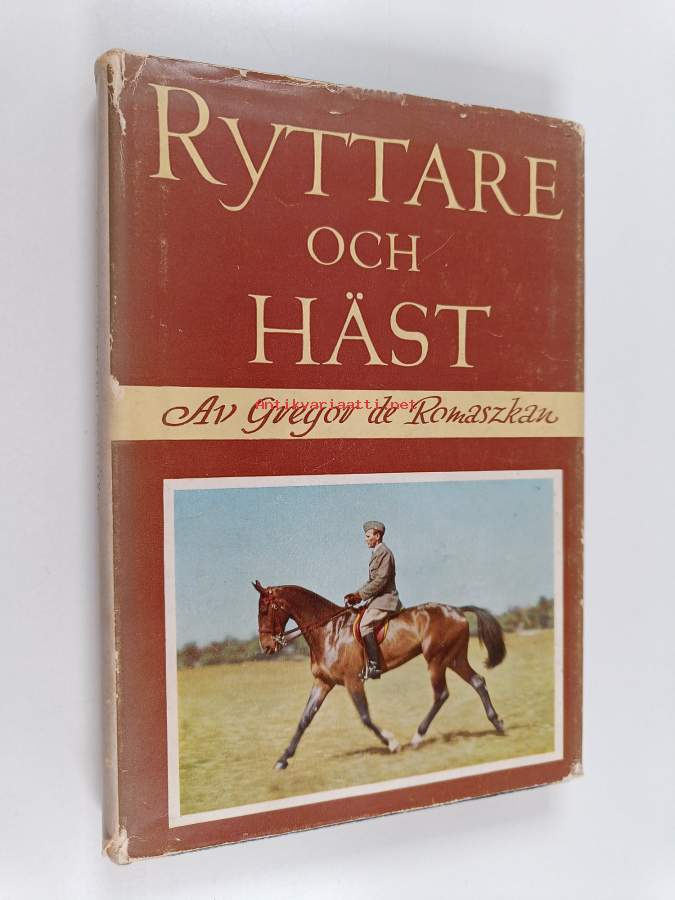 RYTTARE
OCH
HÄST
Antikvariaatti.net
Av Gregor de Romaszkan